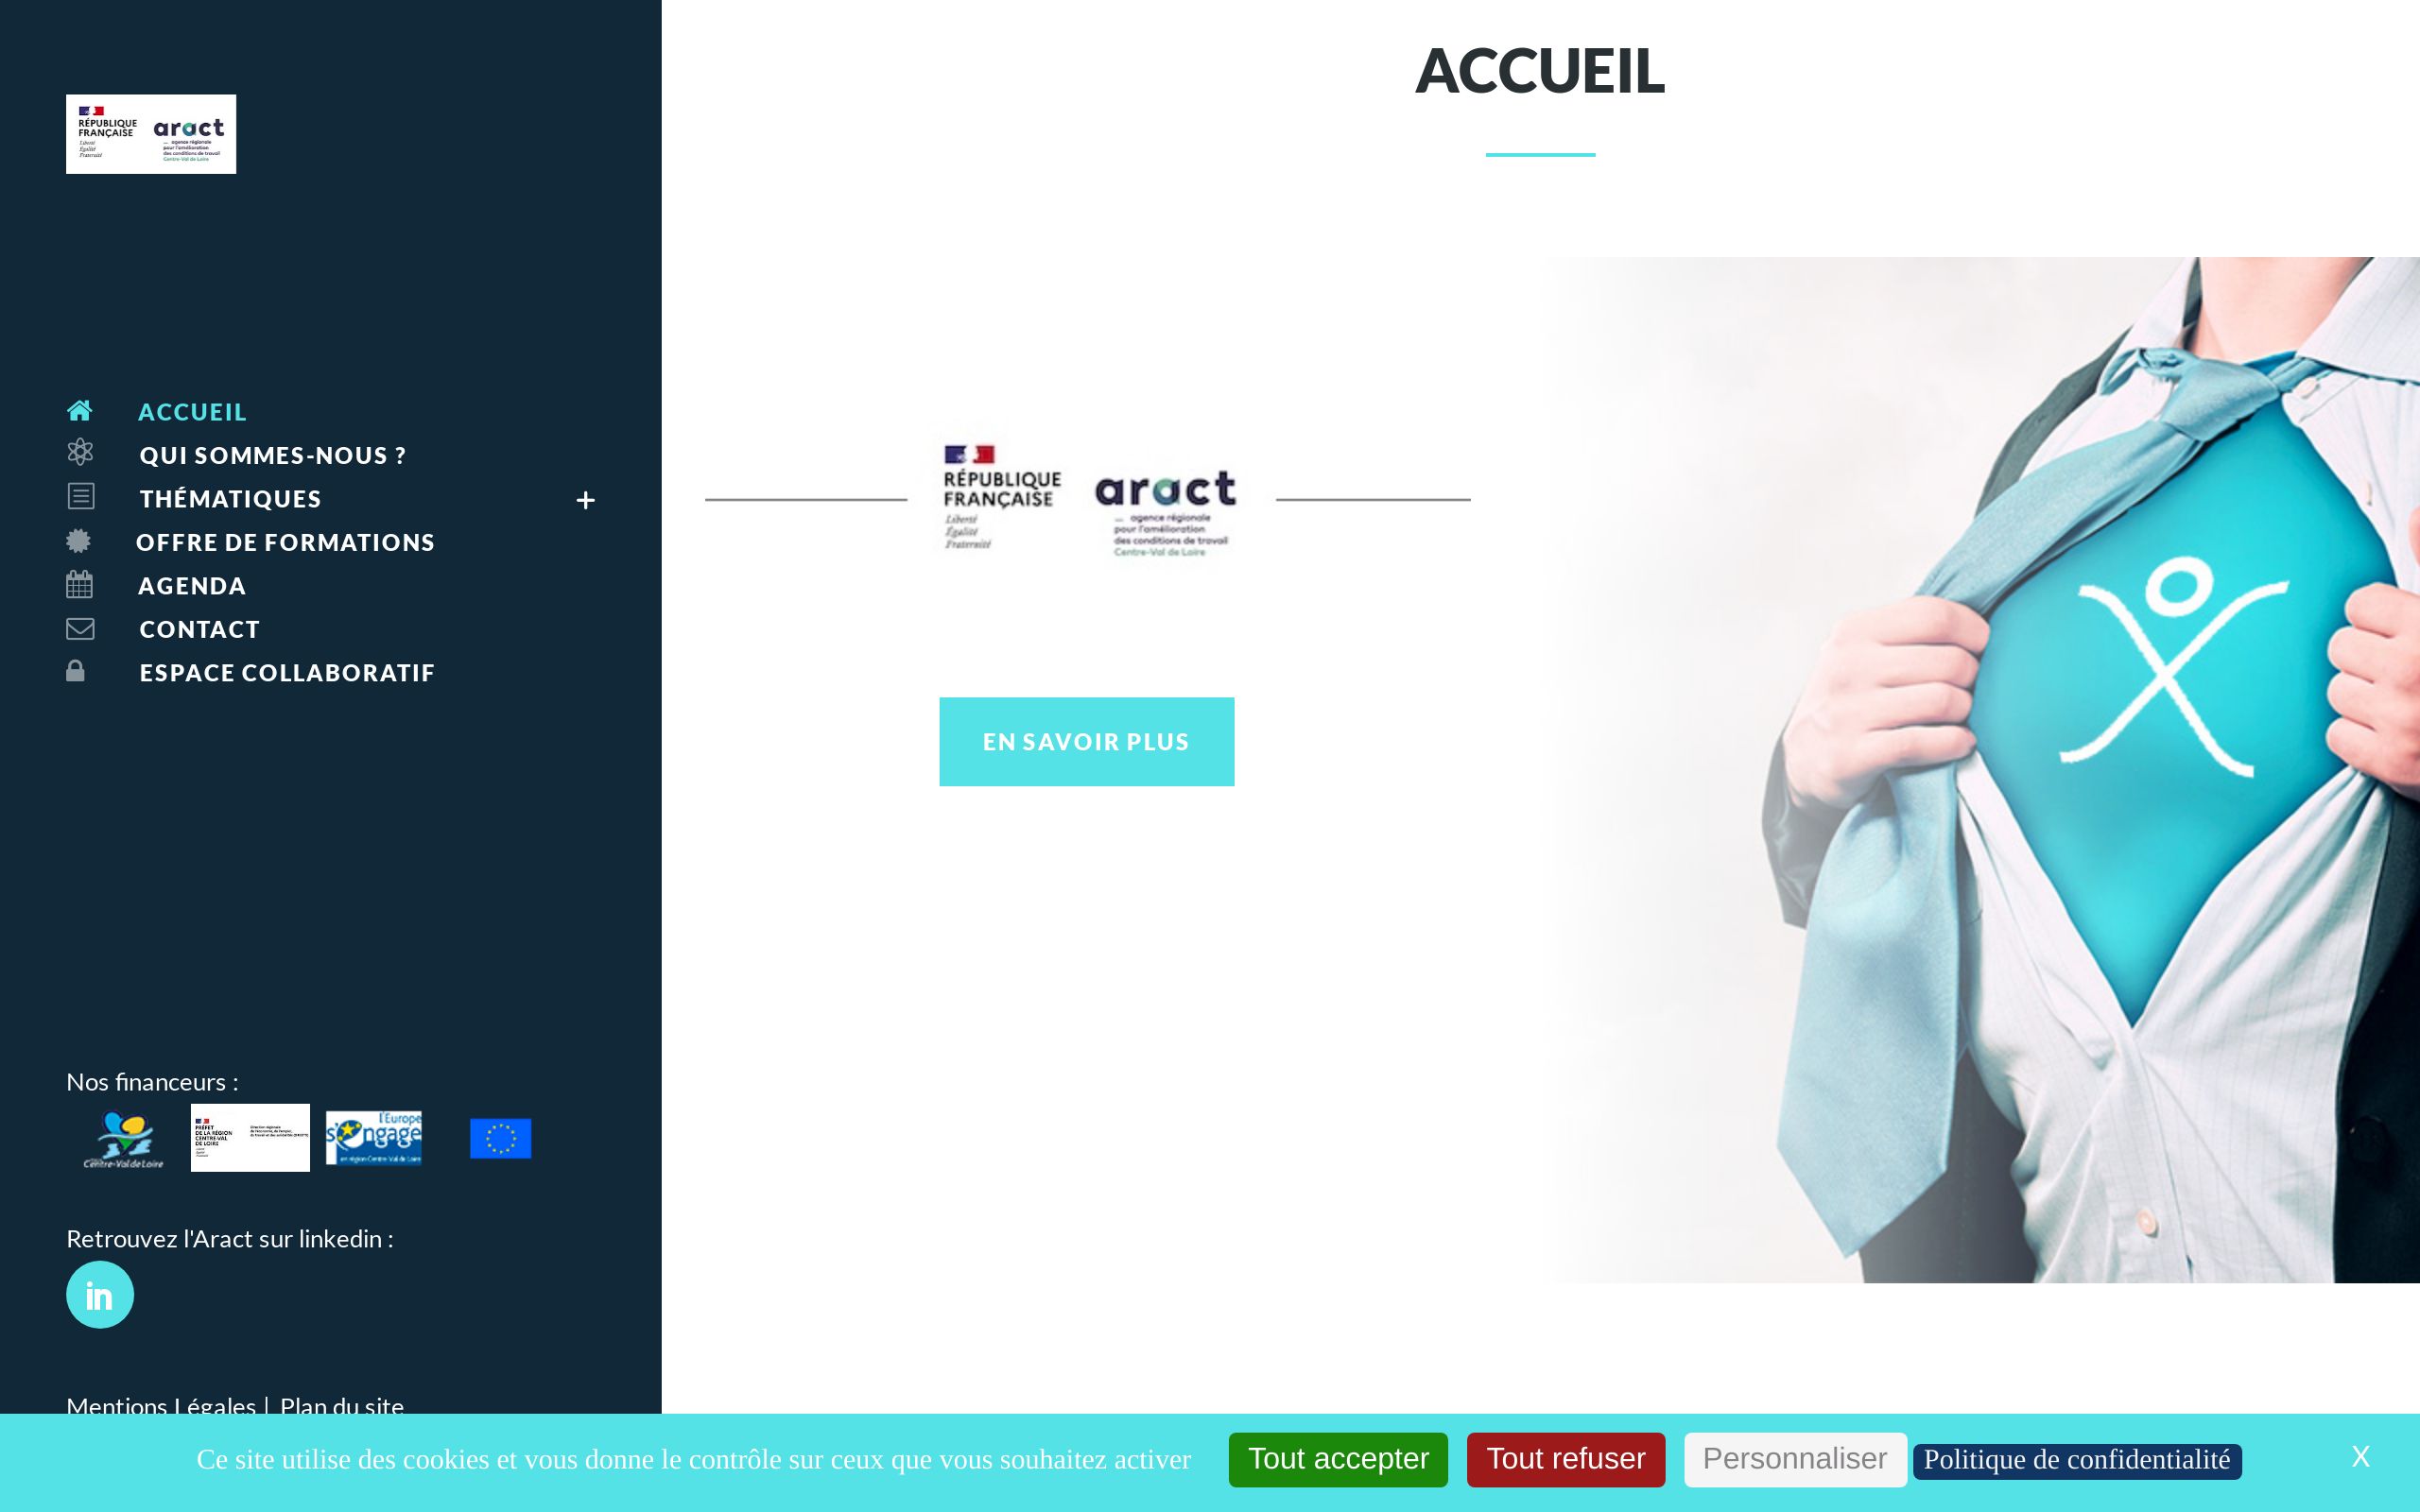 RÉPUBLIQUE
FRANÇAISE
Liberté
Égalité
Fraternité
aract
agence régionale
pour l'amélioration
des conditions de travail
Centre-Val de Loire
ACCUEIL
QUI SOMMES-NOUS ?
THÉMATIQUES
+
OFFRE DE FORMATIONS
AGENDA
CONTACT
ESPACE COLLABORATIF
Nos financeurs :
Centre-Val de Loire
PRÉFET
DE LA RÉGION
CENTRE-VAL
DE LOIRE
l'Europe
s'engage
en région Centre-Val de Loire
Retrouvez l'Aract sur linkedin :
in
Mentions Légales | Plan du site
ACCUEIL
RÉPUBLIQUE
FRANÇAISE
Liberté
Égalité
Fraternité
aract
agence régionale
pour l'amélioration
des conditions de travail
Centre-Val de Loire
EN SAVOIR PLUS
Ce site utilise des cookies et vous donne le contrôle sur ceux que vous souhaitez activer
Tout accepter
Tout refuser
Personnaliser
Politique de confidentialité
X